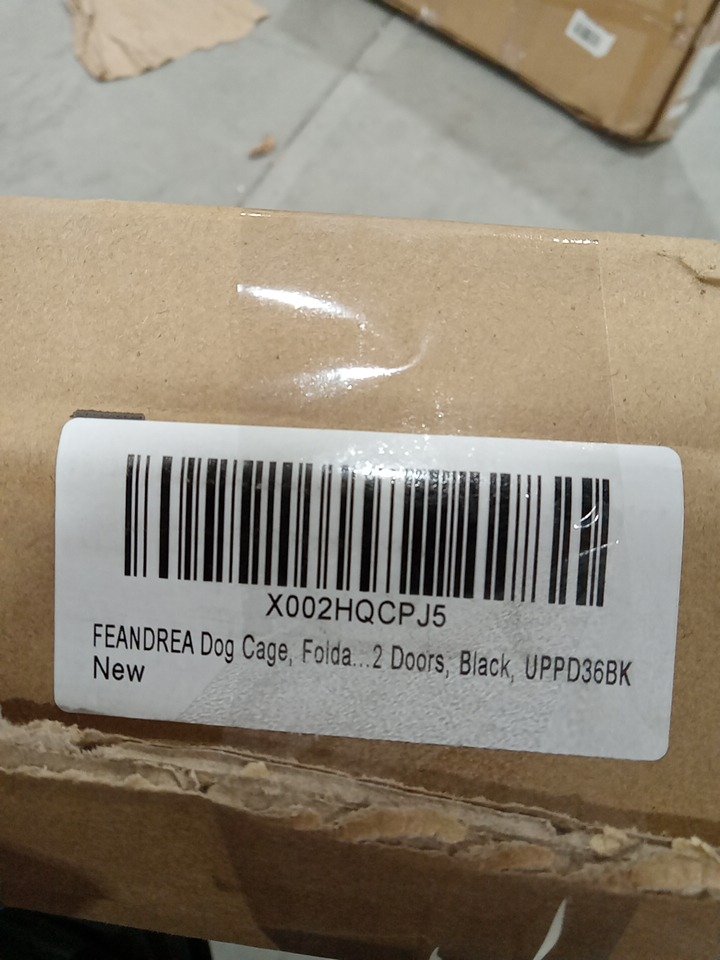 X002HQCPJ5
FEANDREA Dog Cage, Folda...2 Doors, Black, UPPD36BK
New